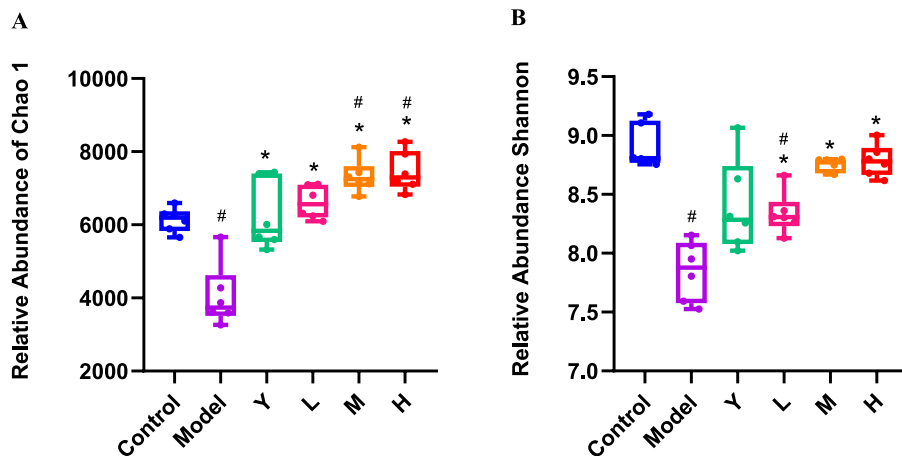 A
Relative Abundance of Chao 1
10000
8000
6000
4000
2000
#
*
*
#
*
#
*
Control
Model
Y
L
M
H
B
Relative Abundance Shannon
9.5
9.0
8.5
8.0
7.5
7.0
#
#
*
*
*
Control
Model
Y
L
M
H